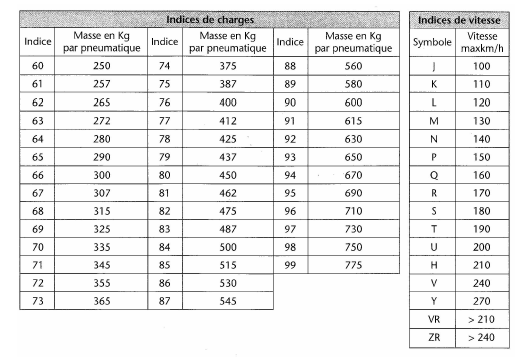 Indices de charges
Indice Masse en Kg par pneumatique Indice Masse en Kg par pneumatique Indice Masse en Kg par pneumatique
60 250 74 375 88 560
61 257 75 387 89 580
62 265 76 400 90 600
63 272 77 412 91 615
64 280 78 425 92 630
65 290 79 437 93 650
66 300 80 450 94 670
67 307 81 462 95 690
68 315 82 475 96 710
69 325 83 487 97 730
70 335 84 500 98 750
71 345 85 515 99 775
72 355 86 530
73 365 87 545
Indices de vitesse
Symbole Vitesse maxkm/h
J 100
K 110
L 120
M 130
N 140
P 150
Q 160
R 170
S 180
T 190
U 200
H 210
V 240
Y 270
VR > 210
ZR > 240